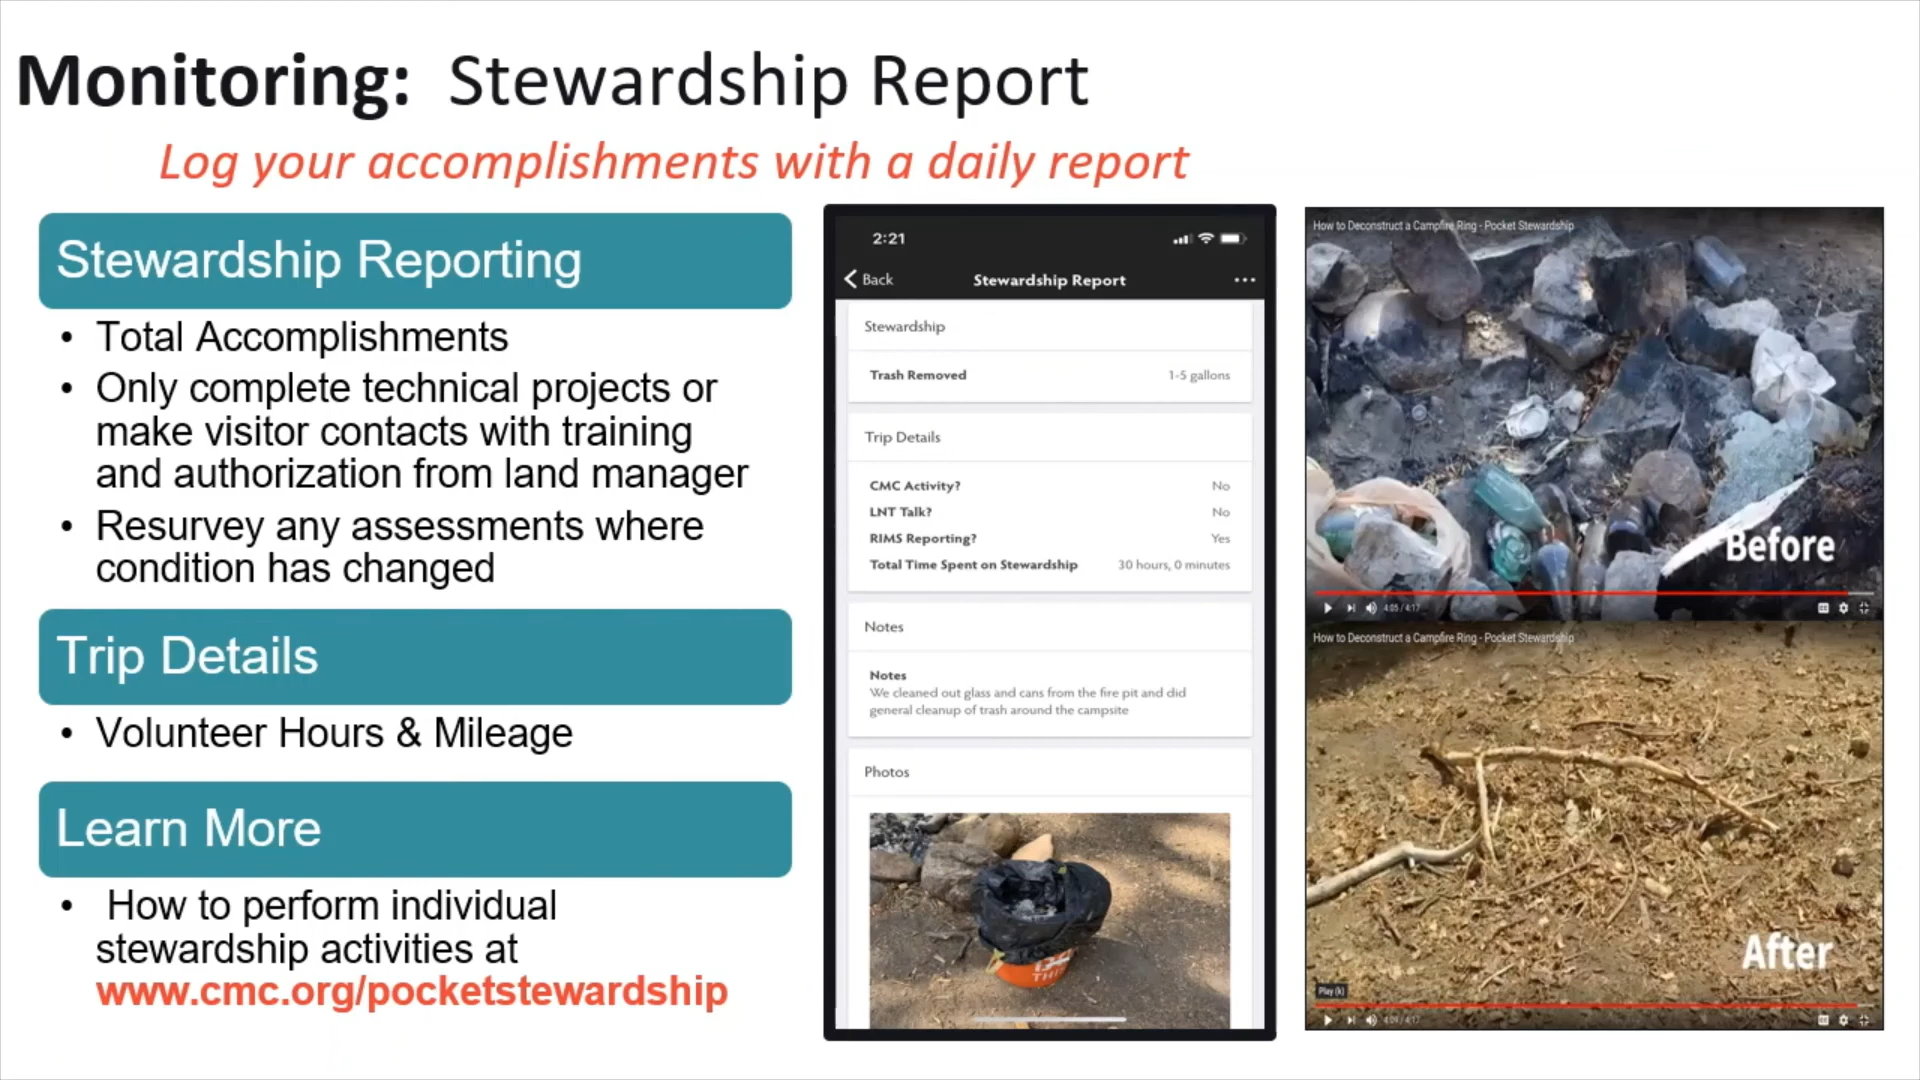 Monitoring: Stewardship Report
Log your accomplishments with a daily report
Stewardship Reporting
• Total Accomplishments
• Only complete technical projects or
make visitor contacts with training
and authorization from land manager
• Resurvey any assessments where
condition has changed
Trip Details
• Volunteer Hours & Mileage
Learn More
• How to perform individual
stewardship activities at
www.cmc.org/pocketstewardship
2:21
Back Stewardship Report ...
Stewardship
Trash Removed 1-5 gallons
Trip Details
CMC Activity? No
LNT Talk? No
RIMS Reporting? Yes
Total Time Spent on Stewardship 30 hours, 0 minutes
Notes
Notes
We cleaned out glass and cans from the fire pit and did
general cleanup of trash around the campsite
Photos
How to Deconstruct a Campfire Ring - Pocket Stewardship
Before
4:05 / 4:17
How to Deconstruct a Campfire Ring - Pocket Stewardship
After
Play (k)